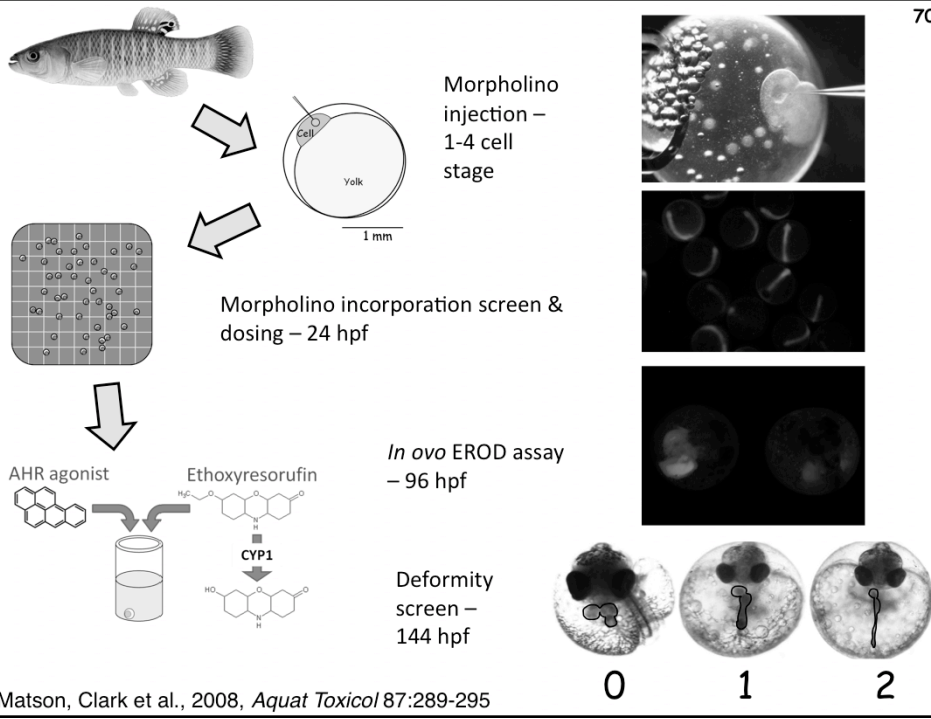 70
Morpholino
injection –
1-4 cell
stage
Cell
Yolk
1 mm
Morpholino incorporation screen &
dosing – 24 hpf
In ovo EROD assay
– 96 hpf
AHR agonist
Ethoxyresorufin
H₃C
O
O
O
N
H
CYP1
HO
O
O
N
H
Deformity
screen –
144 hpf
0
1
2
Matson, Clark et al., 2008, Aquat Toxicol 87:289-295